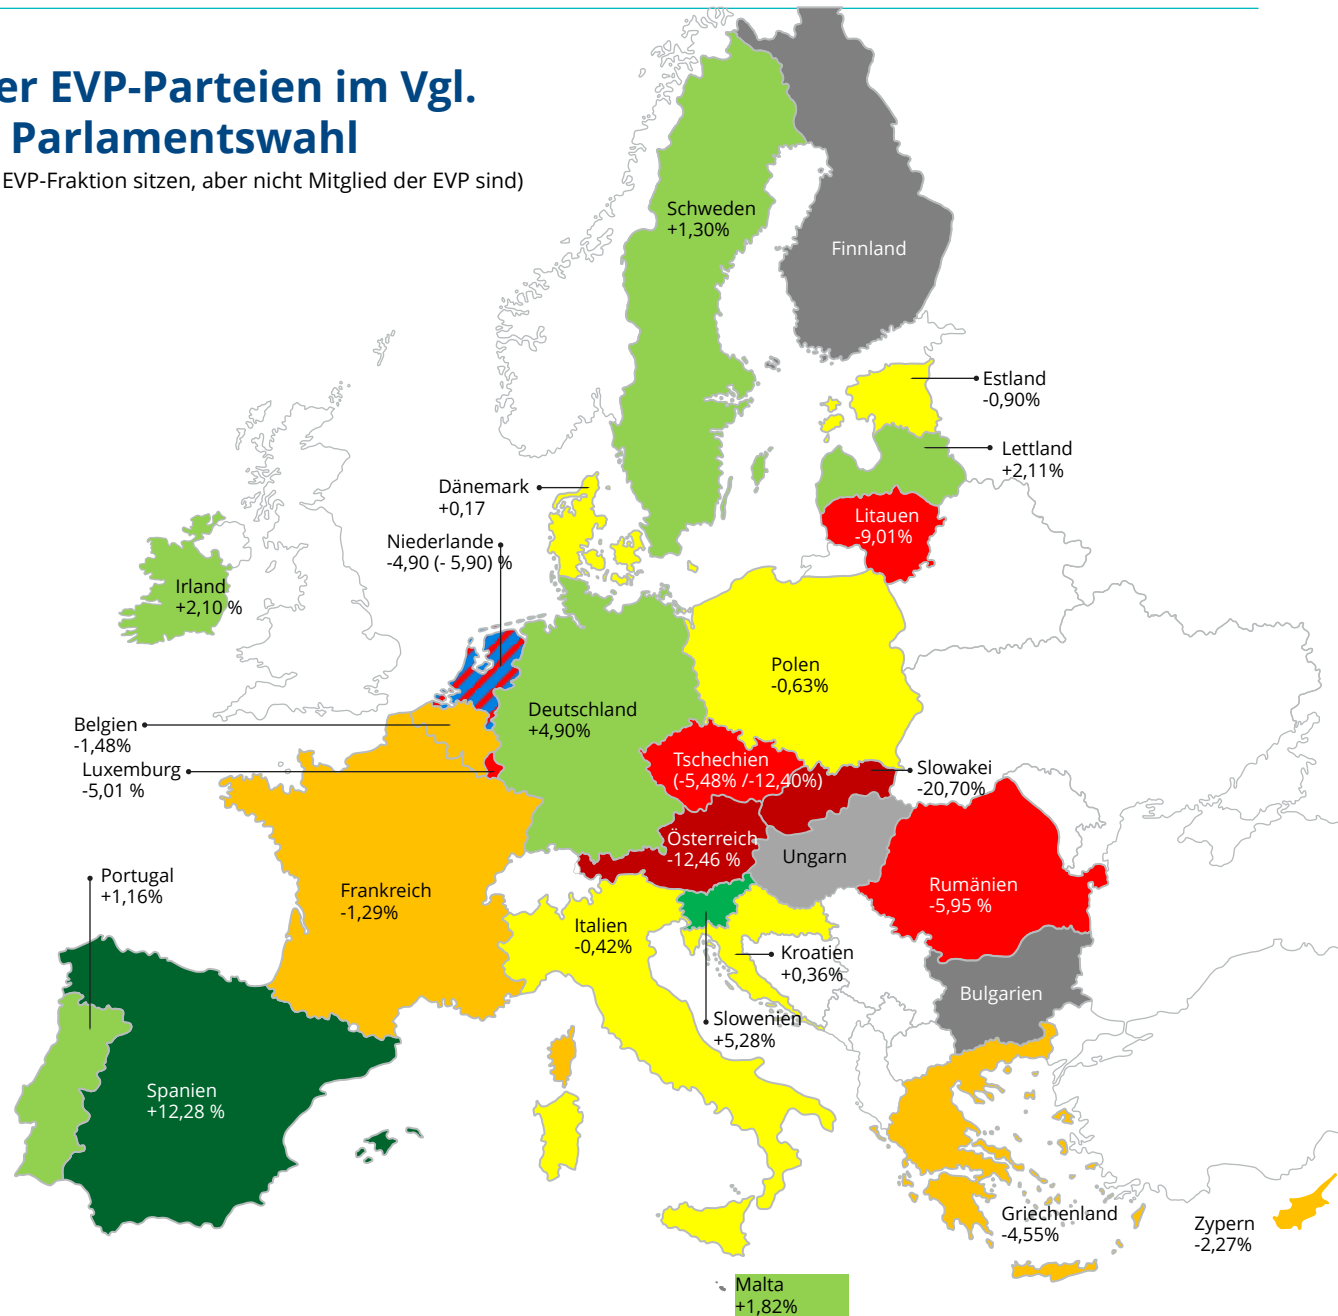 er EVP-Parteien im Vgl.
Parlamentswahl
EVP-Fraktion sitzen, aber nicht Mitglied der EVP sind)
Schweden
+1,30%
Finnland
Estland
-0,90%
Lettland
+2,11%
Dänemark
+0,17
Litauen
-9,01%
Niederlande
-4,90 (- 5,90) %
Irland
+2,10 %
Polen
-0,63%
Deutschland
+4,90%
Belgien
-1,48%
Luxemburg
-5,01 %
Tschechien
(-5,48% /-12,40%)
Slowakei
-20,70%
Österreich
-12,46 %
Ungarn
Portugal
+1,16%
Frankreich
-1,29%
Rumänien
-5,95 %
Italien
-0,42%
Kroatien
+0,36%
Bulgarien
Slowenien
+5,28%
Spanien
+12,28 %
Griechenland
-4,55%
Zypern
-2,27%
Malta
+1,82%